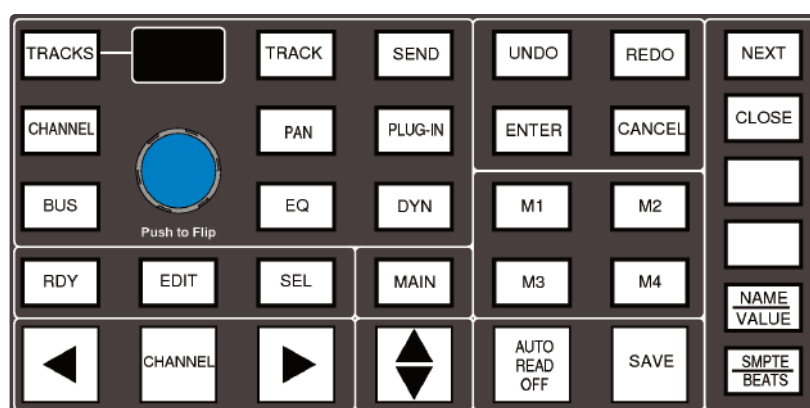 TRACKS
TRACK
SEND
UNDO
REDO
NEXT
CHANNEL
PAN
PLUG-IN
ENTER
CANCEL
CLOSE
BUS
Push to Flip
EQ
DYN
M1
M2
RDY
EDIT
SEL
MAIN
M3
M4
NAME
VALUE
CHANNEL
AUTO
READ
OFF
SAVE
SMPTE
BEATS